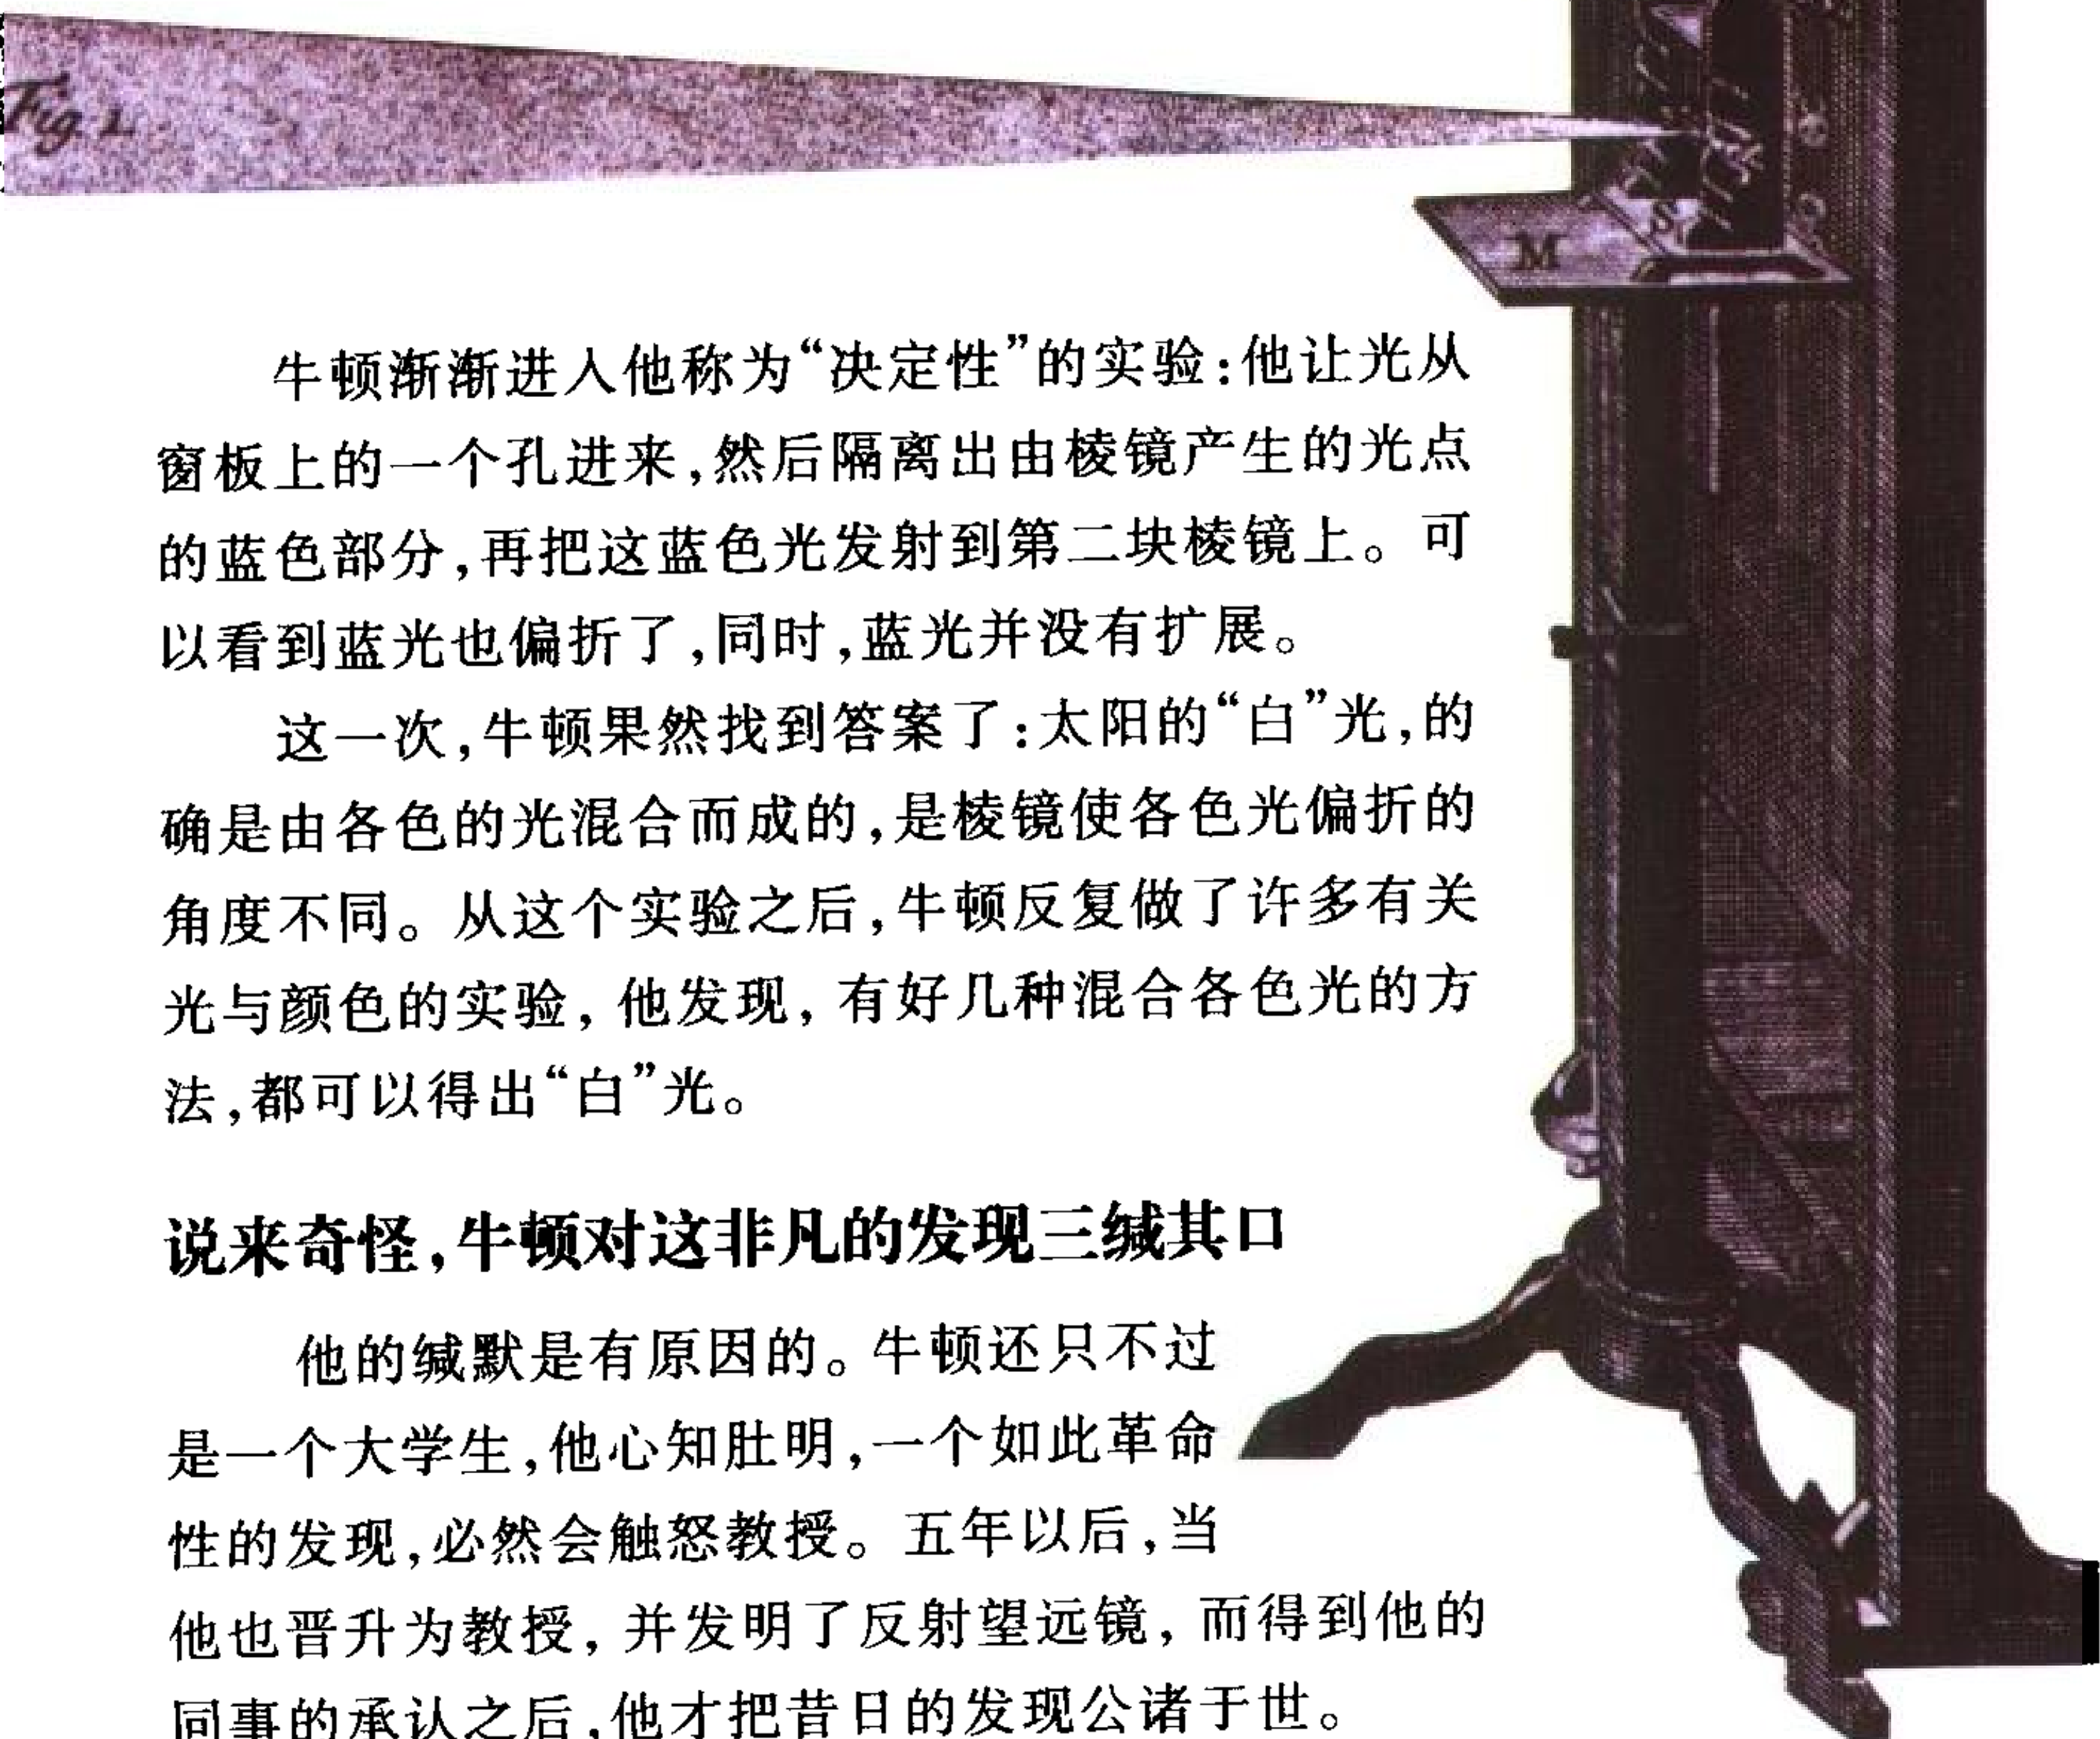 Fig. 2
M
牛顿渐渐进入他称为“决定性”的实验:他让光从
窗板上的一个孔进来,然后隔离出由棱镜产生的光点
的蓝色部分,再把这蓝色光发射到第二块棱镜上。可
以看到蓝光也偏折了,同时,蓝光并没有扩展。
这一次,牛顿果然找到答案了:太阳的“白”光,的
确是由各色的光混合而成的,是棱镜使各色光偏折的
角度不同。从这个实验之后,牛顿反复做了许多有关
光与颜色的实验,他发现,有好几种混合各色光的方
法,都可以得出“白”光。
说来奇怪,牛顿对这非凡的发现三缄其口
他的缄默是有原因的。牛顿还只不过
是一个大学生,他心知肚明,一个如此革命
性的发现,必然会触怒教授。五年以后,当
他也晋升为教授,并发明了反射望远镜,而得到他的
同事的承认之后,他才把昔日的发现公诸于世。